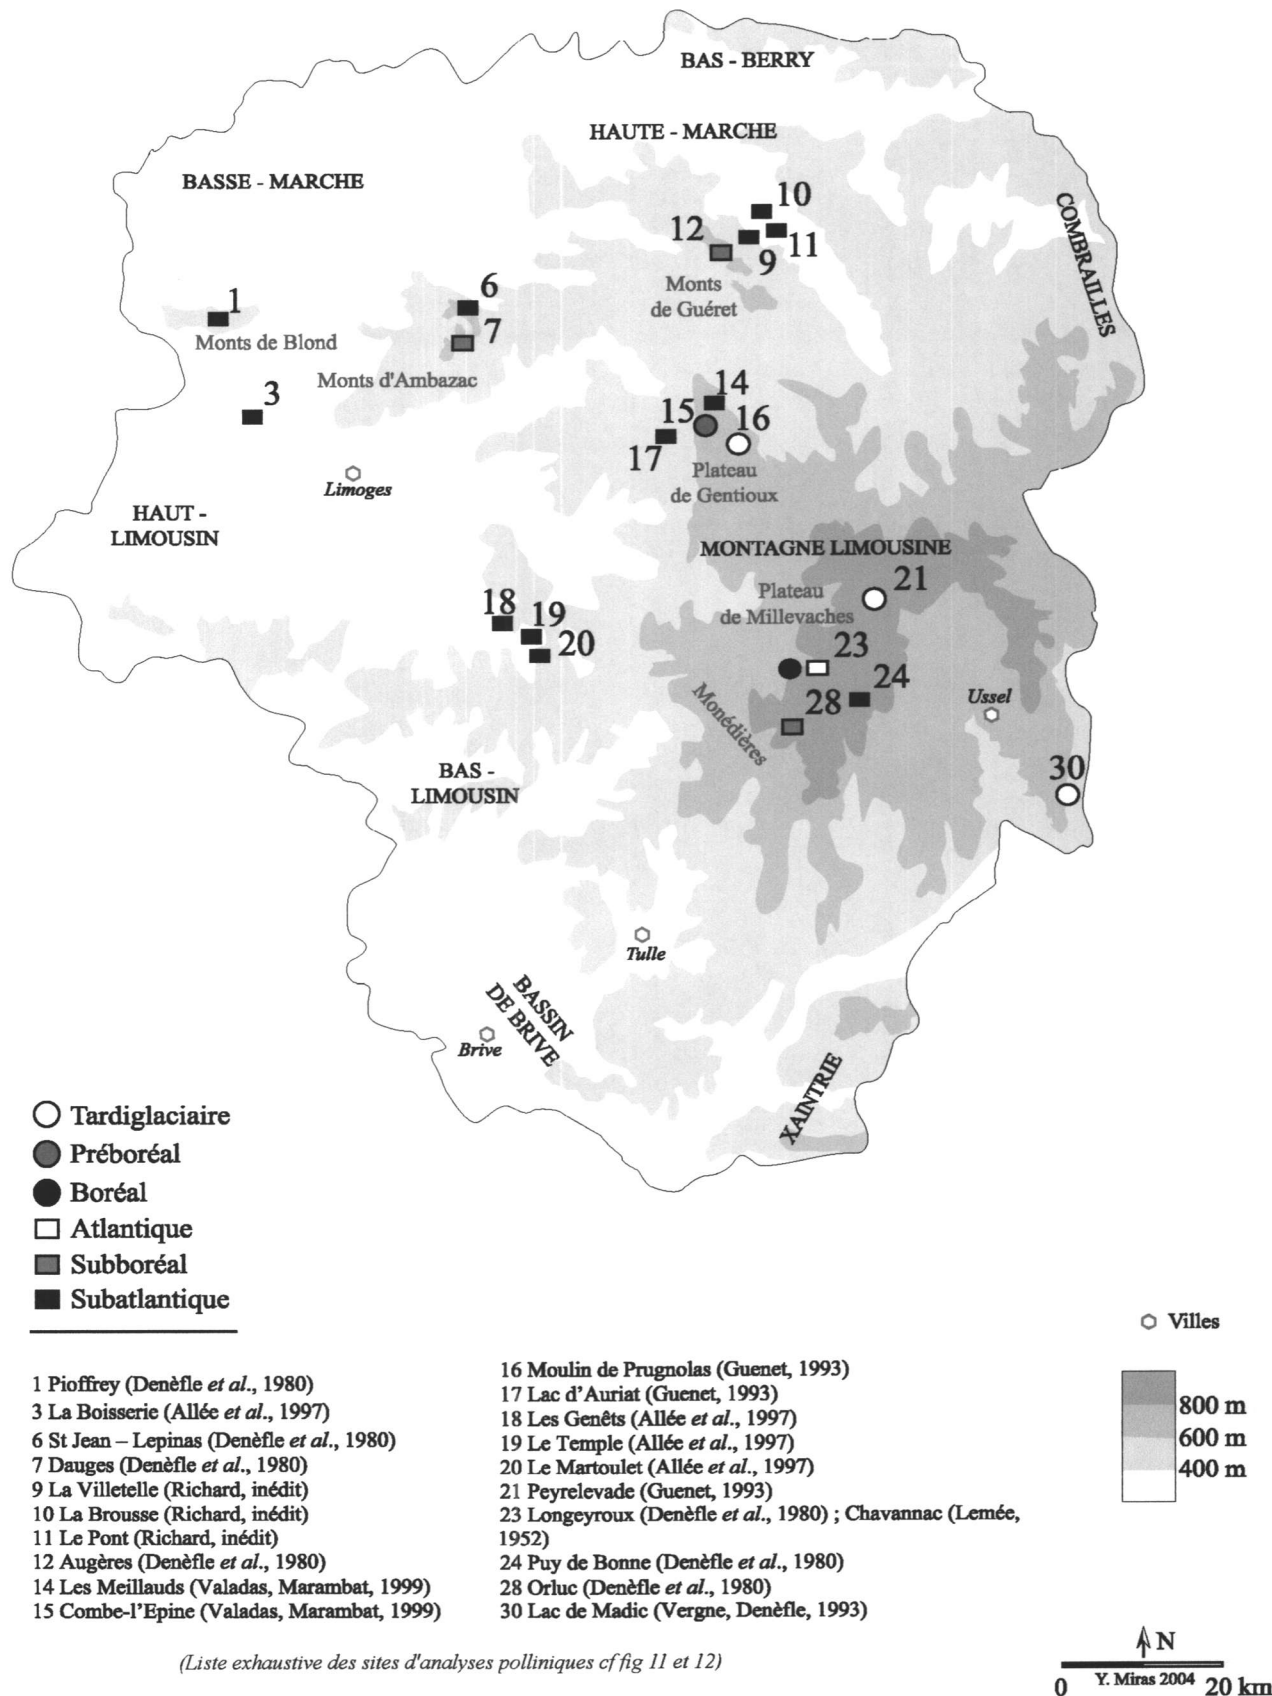 BAS - BERRY
HAUTE - MARCHE
BASSE - MARCHE
COMBRAILLES
10
12
11
9
Monts
de Guéret
6
1
7
Monts de Blond
Monts d'Ambazac
14
3
15
16
17
Plateau
de Gentioux
Limoges
HAUT -
LIMOUSIN
MONTAGNE LIMOUSINE
21
Plateau
de Millevaches
18
19
20
23
24
28
Monédières
Ussel
30
BAS -
LIMOUSIN
Tulle
BASSIN
DE BRIVE
Brive
XAINTRIE
Tardiglaciaire
Préboréal
Boréal
Atlantique
Subboréal
Subatlantique
Villes
800 m
600 m
400 m
1 Pioffrey (Denèfle et al., 1980)
3 La Boisserie (Allée et al., 1997)
6 St Jean – Lepinas (Denèfle et al., 1980)
7 Dauges (Denèfle et al., 1980)
9 La Villetelle (Richard, inédit)
10 La Brousse (Richard, inédit)
11 Le Pont (Richard, inédit)
12 Augères (Denèfle et al., 1980)
14 Les Meillauds (Valadas, Marambat, 1999)
15 Combe-l'Epine (Valadas, Marambat, 1999)
16 Moulin de Prugnolas (Guenet, 1993)
17 Lac d'Auriat (Guenet, 1993)
18 Les Genêts (Allée et al., 1997)
19 Le Temple (Allée et al., 1997)
20 Le Martoulet (Allée et al., 1997)
21 Peyrelevade (Guenet, 1993)
23 Longeyroux (Denèfle et al., 1980) ; Chavannac (Lemée,
1952)
24 Puy de Bonne (Denèfle et al., 1980)
28 Orluc (Denèfle et al., 1980)
30 Lac de Madic (Vergne, Denèfle, 1993)
(Liste exhaustive des sites d'analyses polliniques cf fig 11 et 12)
N
Y. Miras 2004
0 20 km